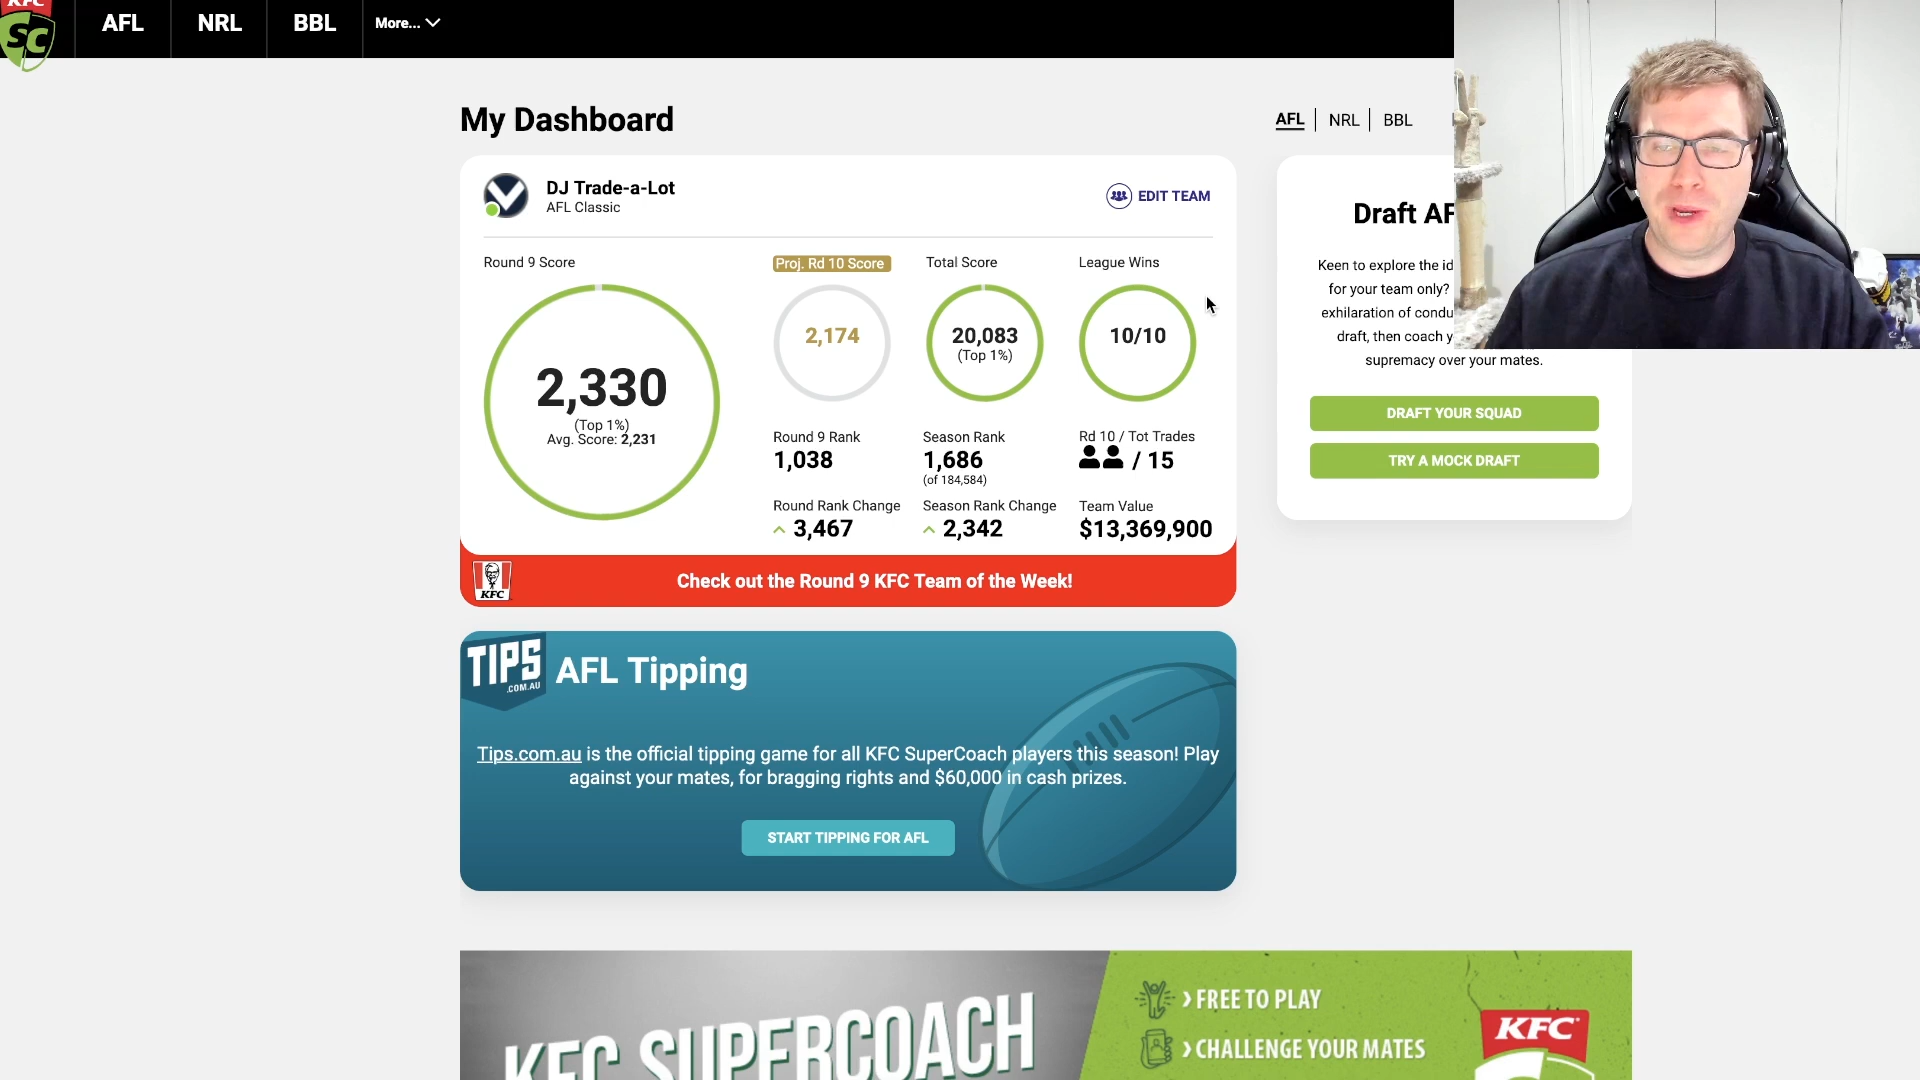 KFC
SC
AFL
NRL
BBL
More...
My Dashboard
AFL
NRL
BBL
DJ Trade-a-Lot
AFL Classic
EDIT TEAM
Round 9 Score
2,330
(Top 1%)
Avg. Score: 2,231
Proj. Rd 10 Score
2,174
Total Score
20,083
(Top 1%)
League Wins
10/10
Round 9 Rank
1,038
Season Rank
1,686
(of 184,584)
Rd 10 / Tot Trades
/ 15
Round Rank Change
3,467
Season Rank Change
2,342
Team Value
$13,369,900
KFC
Check out the Round 9 KFC Team of the Week!
Draft AF
Keen to explore the id
for your team only?
exhilaration of condu
draft, then coach y
supremacy over your mates.
DRAFT YOUR SQUAD
TRY A MOCK DRAFT
TIPS
.COM.AU
AFL Tipping
Tips.com.au is the official tipping game for all KFC SuperCoach players this season! Play
against your mates, for bragging rights and $60,000 in cash prizes.
START TIPPING FOR AFL
KFC SUPERCOACH
› FREE TO PLAY
› CHALLENGE YOUR MATES
KFC